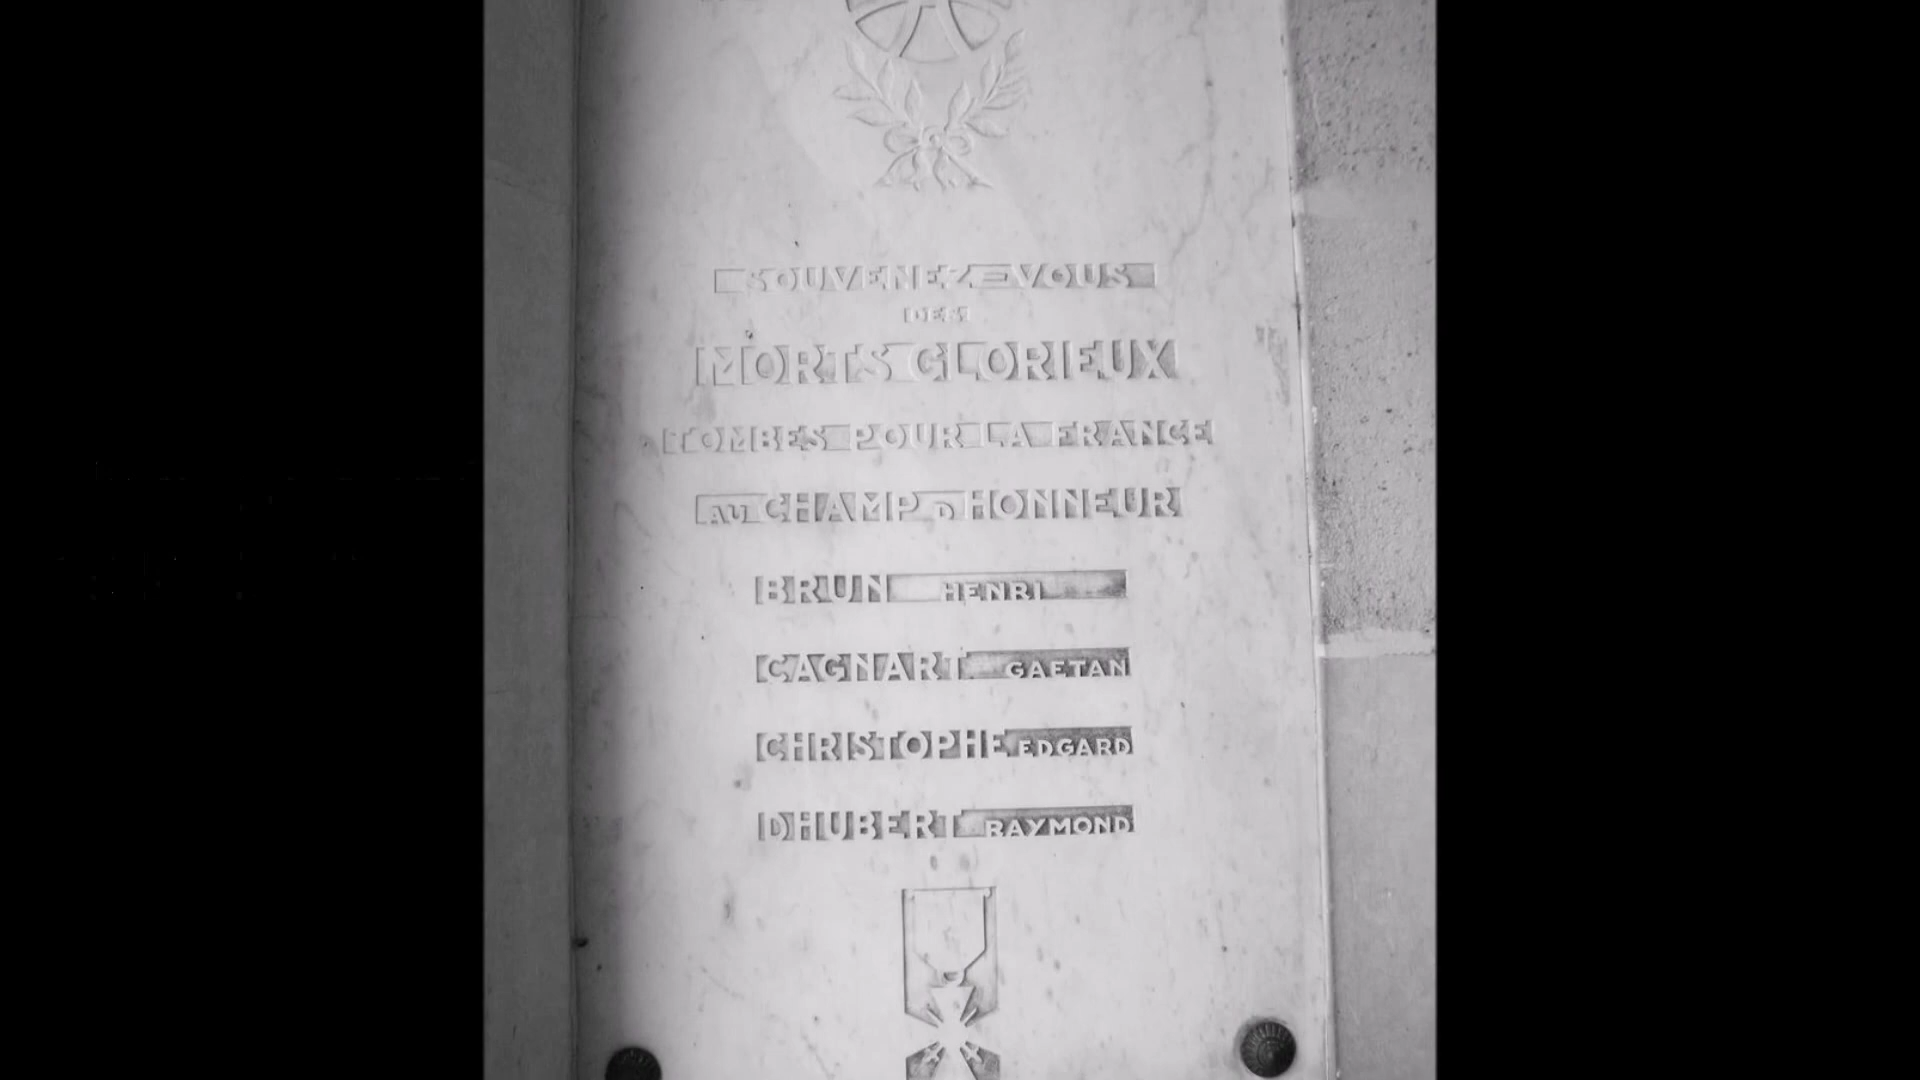 SOUVENEZ=VOUS
DES
MORTS GLORIEUX
TOMBES POUR LA FRANCE
AU CHAMP D HONNEUR
BRUN HENRI
CAGNART GAETAN
CHRISTOPHE EDGARD
DHUBERT RAYMOND